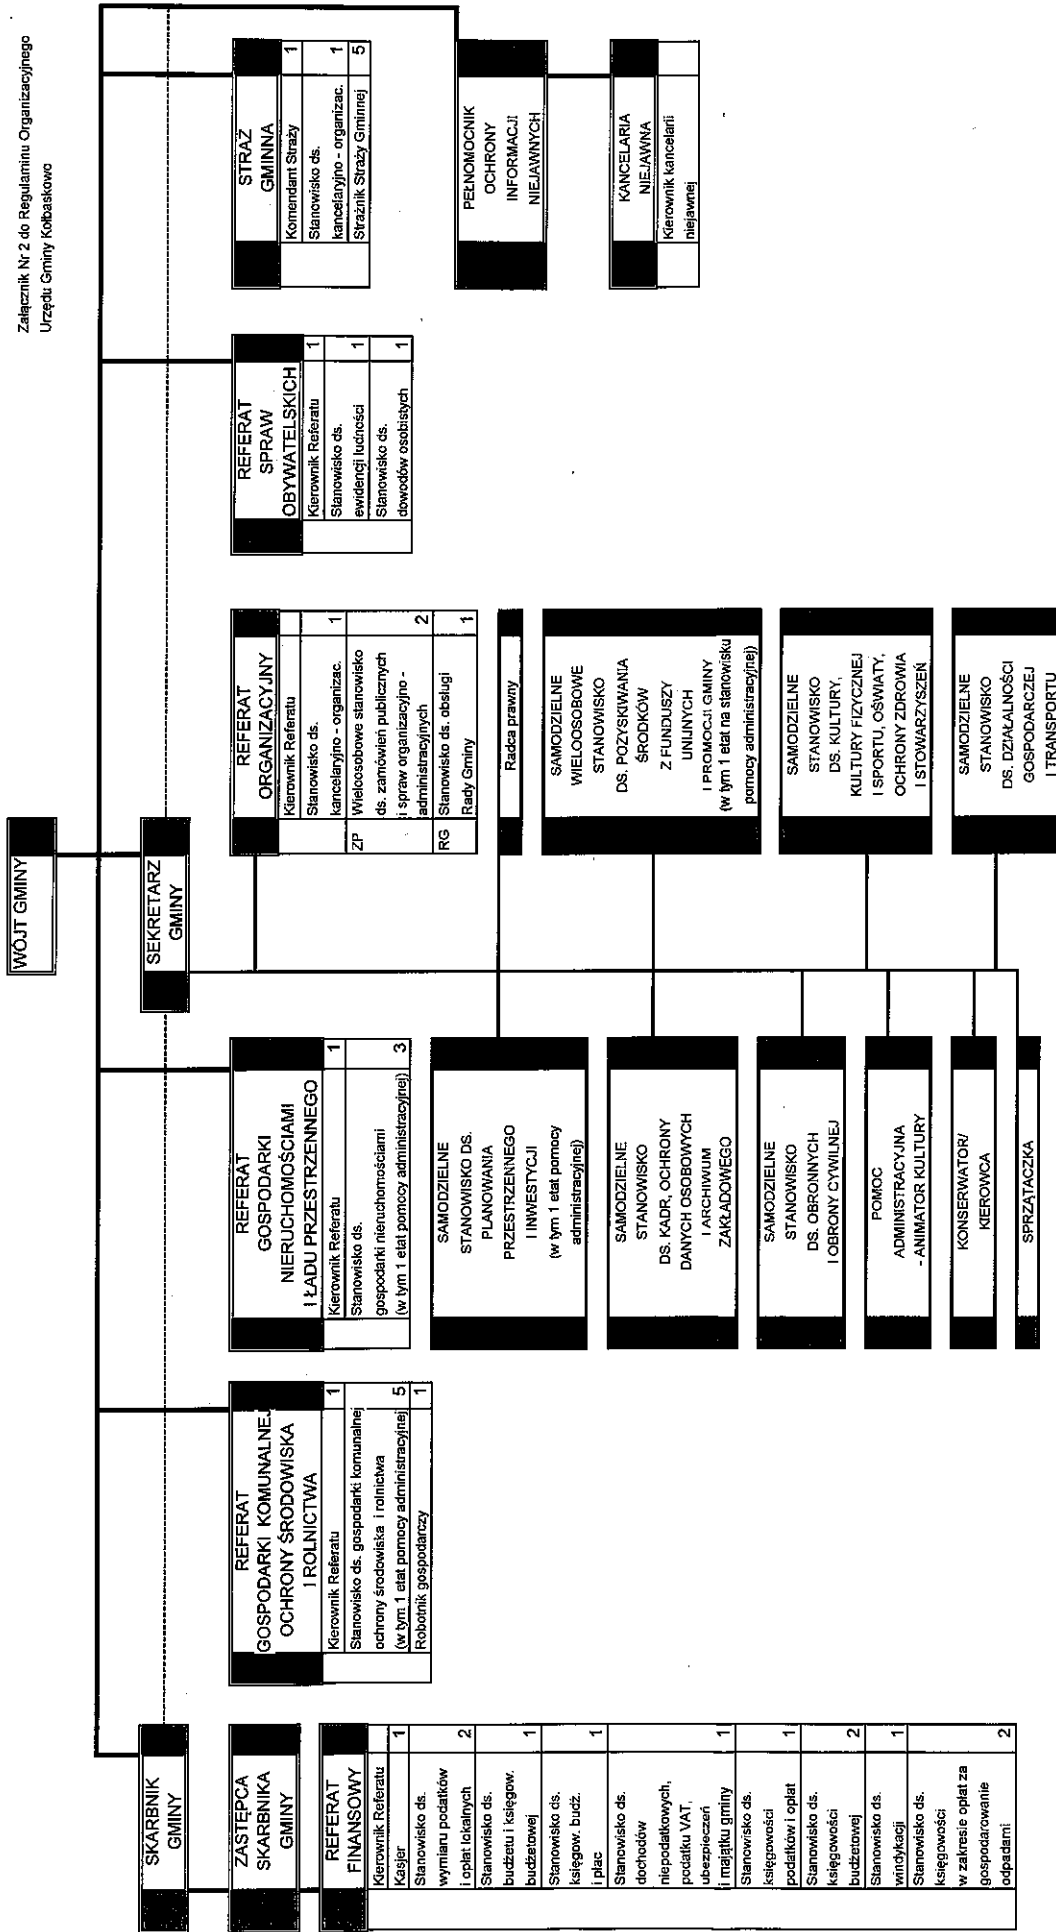 Załącznik Nr 2 do Regulaminu Organizacyjnego
Urzędu Gminy Kołbaskowo
WÓJT GMINY
SKARBNIK
GMINY
SEKRETARZ
GMINY
ZASTĘPCA
SKARBNIKA
GMINY
REFERAT
FINANSOWY
Kierownik Referatu
Kasjer 1
Stanowisko ds.
wymiaru podatków
i opłat lokalnych 2
Stanowisko ds.
budżetu i księgow.
budżetowej 1
Stanowisko ds.
księgow. budż.
i płac 1
Stanowisko ds.
dochodów
niepodatkowych,
podatku VAT,
ubezpieczeń
i majątku gminy 1
Stanowisko ds.
księgowości
podatków i opłat 1
Stanowisko ds.
księgowości
budżetowej 2
Stanowisko ds.
windykacji 1
Stanowisko ds.
księgowości
w zakresie opłat za
gospodarowanie
odpadami 2
REFERAT
GOSPODARKI KOMUNALNEJ
OCHRONY ŚRODOWISKA
I ROLNICTWA
Kierownik Referatu 1
Stanowisko ds. gospodarki komunalnej
ochrony środowiska i rolnictwa
(w tym 1 etat pomocy administracyjnej) 5
Robotnik gospodarczy 1
REFERAT
GOSPODARKI
NIERUCHOMOŚCIAMI
I ŁADU PRZESTRZENNEGO
Kierownik Referatu 1
Stanowisko ds.
gospodarki nieruchomościami
(w tym 1 etat pomocy administracyjnej) 3
SAMODZIELNE
STANOWISKO DS.
PLANOWANIA
PRZESTRZENNEGO
I INWESTYCJI
(w tym 1 etat pomocy
administracyjnej)
SAMODZIELNE
STANOWISKO
DS. KADR, OCHRONY
DANYCH OSOBOWYCH
I ARCHIWUM
ZAKŁADOWEGO
SAMODZIELNE
STANOWISKO
DS. OBRONNYCH
I OBRONY CYWILNEJ
POMOC
ADMINISTRACYJNA
- ANIMATOR KULTURY
KONSERWATOR/
KIEROWCA
SPRZĄTACZKA
REFERAT
ORGANIZACYJNY
Kierownik Referatu
Stanowisko ds.
kancelaryjno - organizac. 1
ZP Wieloosobowe stanowisko
ds. zamówień publicznych
i spraw organizacyjno -
administracyjnych 2
RG Stanowisko ds. obsługi
Rady Gminy 1
Radca prawny
SAMODZIELNE
WIELOOSOBOWE
STANOWISKO
DS. POZYSKIWANIA
ŚRODKÓW
Z FUNDUSZY
UNIJNYCH
I PROMOCJI GMINY
(w tym 1 etat na stanowisku
pomocy administracyjnej)
SAMODZIELNE
STANOWISKO
DS. KULTURY,
KULTURY FIZYCZNEJ
I SPORTU, OŚWIATY,
OCHRONY ZDROWIA
I STOWARZYSZEŃ
SAMODZIELNE
STANOWISKO
DS. DZIAŁALNOŚCI
GOSPODARCZEJ
I TRANSPORTU
REFERAT
SPRAW
OBYWATELSKICH
Kierownik Referatu 1
Stanowisko ds.
ewidencji ludności 1
Stanowisko ds.
dowodów osobistych 1
STRAŻ
GMINNA
Komendant Straży 1
Stanowisko ds.
kancelaryjno - organizac. 1
Strażnik Straży Gminnej 5
PEŁNOMOCNIK
OCHRONY
INFORMACJI
NIEJAWNYCH
KANCELARIA
NIEJAWNA
Kierownik kancelarii
niejawnej